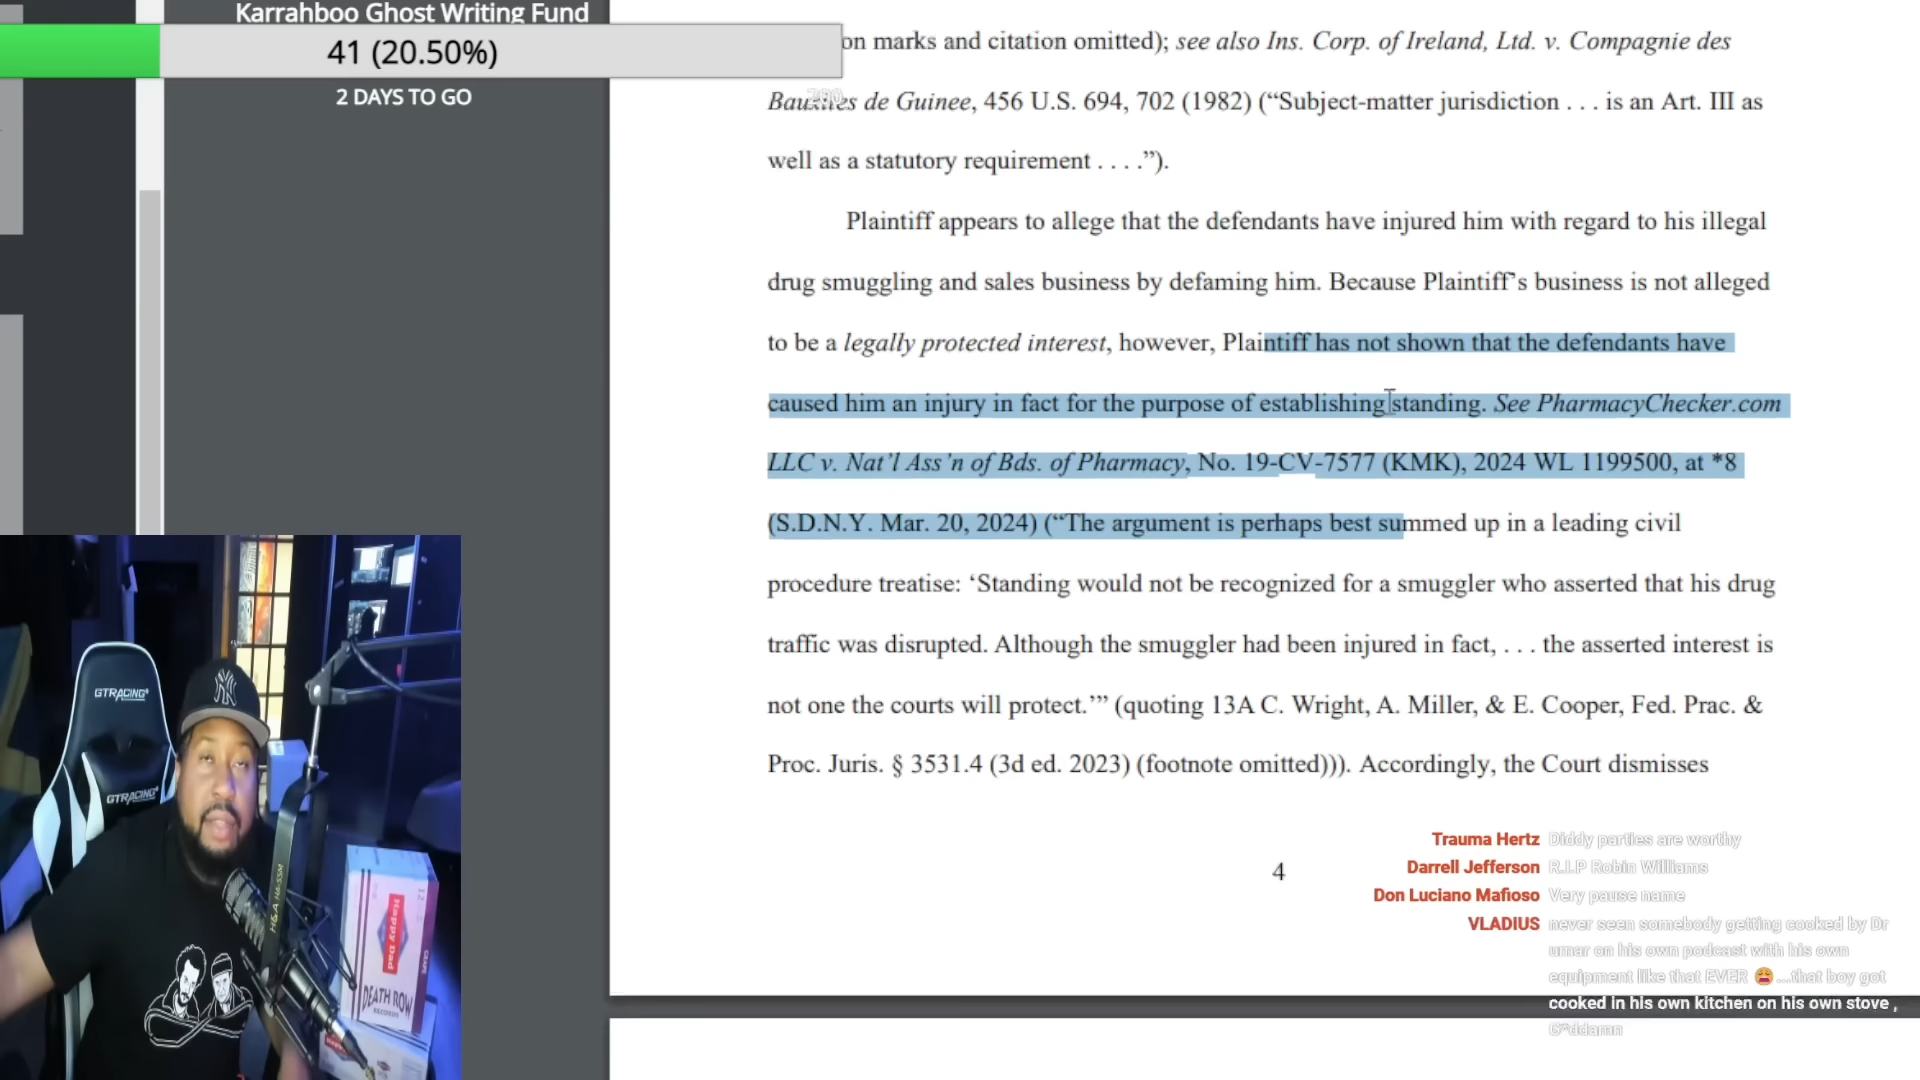 Karrahboo Ghost Writing Fund
41 (20.50%)
2 DAYS TO GO
on marks and citation omitted); see also Ins. Corp. of Ireland, Ltd. v. Compagnie des
Bauxites de Guinee, 456 U.S. 694, 702 (1982) (“Subject-matter jurisdiction . . . is an Art. III as
well as a statutory requirement . . . .”).
Plaintiff appears to allege that the defendants have injured him with regard to his illegal
drug smuggling and sales business by defaming him. Because Plaintiff’s business is not alleged
to be a legally protected interest, however, Plaintiff has not shown that the defendants have
caused him an injury in fact for the purpose of establishing standing. See PharmacyChecker.com
LLC v. Nat’l Ass’n of Bds. of Pharmacy, No. 19-CV-7577 (KMK), 2024 WL 1199500, at *8
(S.D.N.Y. Mar. 20, 2024) (“The argument is perhaps best summed up in a leading civil
procedure treatise: ‘Standing would not be recognized for a smuggler who asserted that his drug
traffic was disrupted. Although the smuggler had been injured in fact, . . . the asserted interest is
not one the courts will protect.’” (quoting 13A C. Wright, A. Miller, & E. Cooper, Fed. Prac. &
Proc. Juris. § 3531.4 (3d ed. 2023) (footnote omitted))). Accordingly, the Court dismisses
4
Trauma Hertz Diddy parties are worthy
Darrell Jefferson R.I.P Robin Williams
Don Luciano Mafioso Very pause name
VLADIUS never seen somebody getting cooked by Dr
umar on his own podcast with his own
equipment like that EVER 😩....that boy got
cooked in his own kitchen on his own stove ,
G*ddamn
GTRACING
GTRACING
NY
H&A HA-SSM
Happy Dad
GRAPE
DEATH ROW
RECORDS